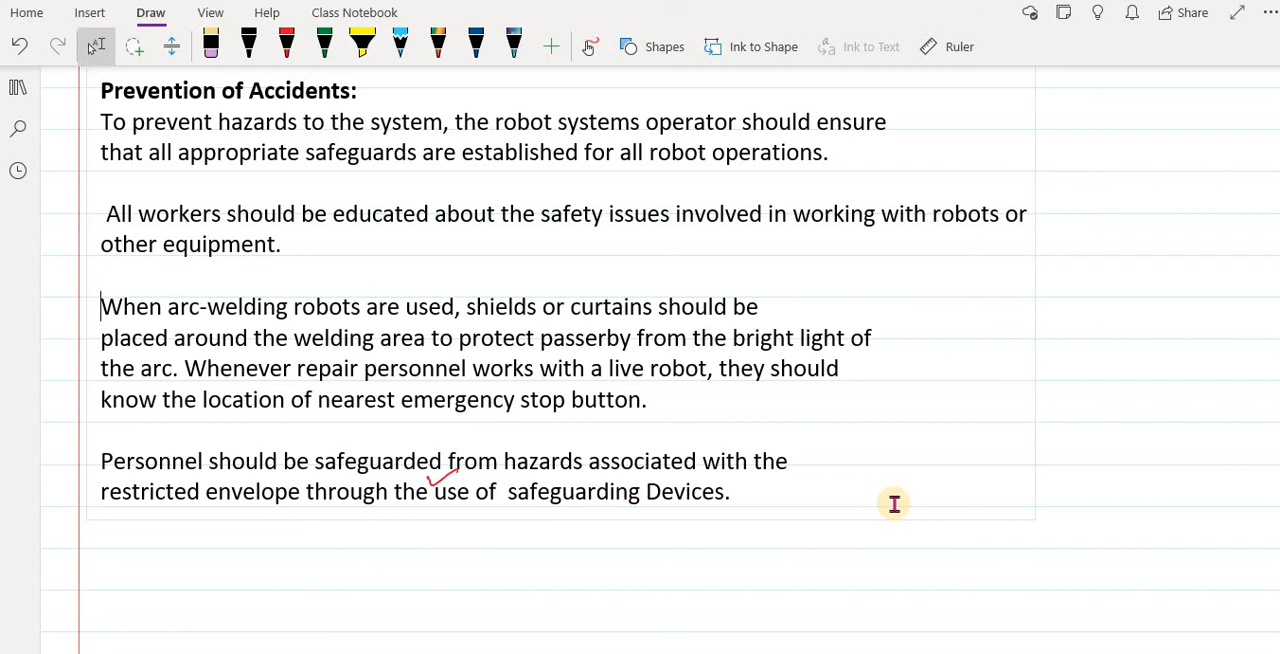 Home Insert Draw View Help Class Notebook Share
Shapes Ink to Shape Ink to Text Ruler
Prevention of Accidents:
To prevent hazards to the system, the robot systems operator should ensure
that all appropriate safeguards are established for all robot operations.
All workers should be educated about the safety issues involved in working with robots or
other equipment.
When arc-welding robots are used, shields or curtains should be
placed around the welding area to protect passerby from the bright light of
the arc. Whenever repair personnel works with a live robot, they should
know the location of nearest emergency stop button.
Personnel should be safeguarded from hazards associated with the
restricted envelope through the use of safeguarding Devices.